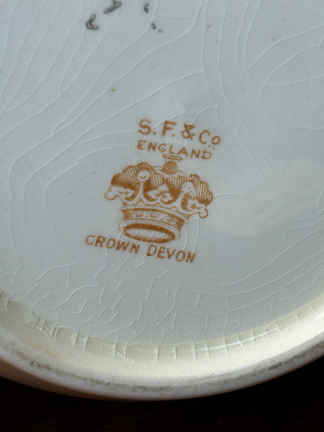 S. F. & Co
ENGLAND
CROWN DEVON